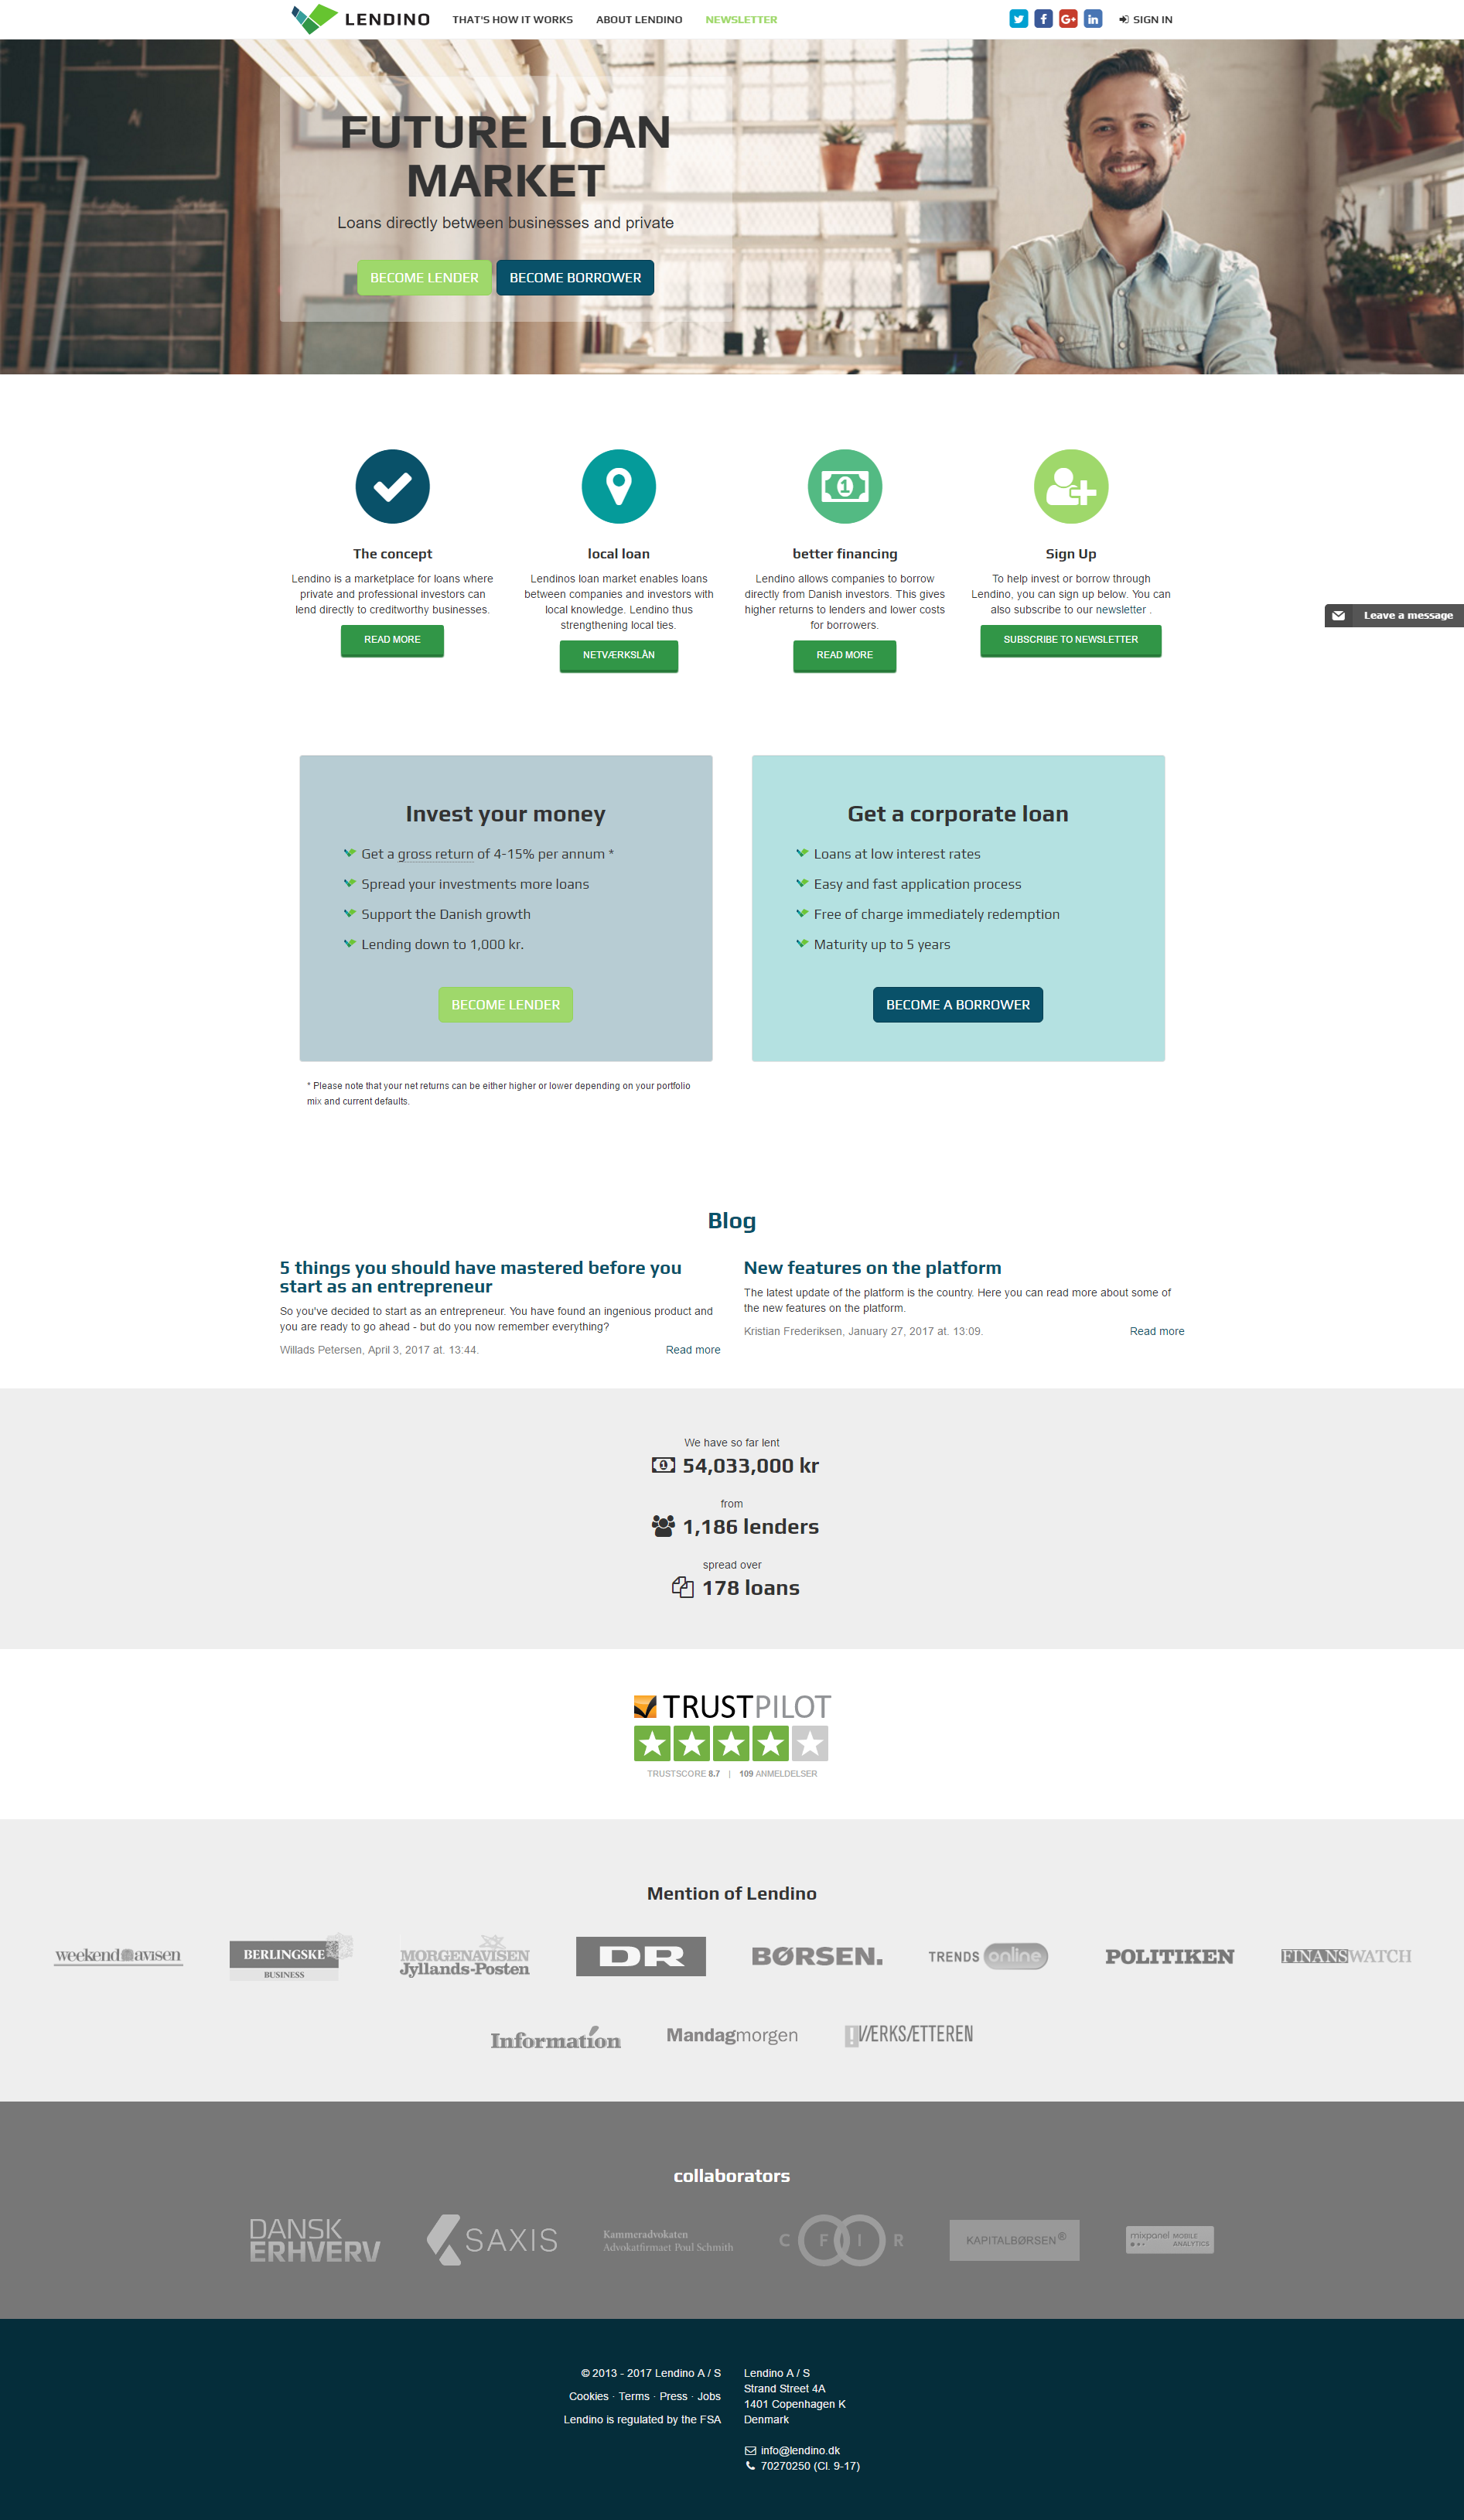 LENDINO
THAT'S HOW IT WORKS
ABOUT LENDINO
NEWSLETTER
SIGN IN
FUTURE LOAN
MARKET
Loans directly between businesses and private
BECOME LENDER
BECOME BORROWER
The concept
Lendino is a marketplace for loans where
private and professional investors can
lend directly to creditworthy businesses.
READ MORE
local loan
Lendinos loan market enables loans
between companies and investors with
local knowledge. Lendino thus
strengthening local ties.
NETVÆRKSLÅN
better financing
Lendino allows companies to borrow
directly from Danish investors. This gives
higher returns to lenders and lower costs
for borrowers.
READ MORE
Sign Up
To help invest or borrow through
Lendino, you can sign up below. You can
also subscribe to our newsletter .
SUBSCRIBE TO NEWSLETTER
Leave a message
Invest your money
Get a gross return of 4-15% per annum *
Spread your investments more loans
Support the Danish growth
Lending down to 1,000 kr.
BECOME LENDER
Get a corporate loan
Loans at low interest rates
Easy and fast application process
Free of charge immediately redemption
Maturity up to 5 years
BECOME A BORROWER
* Please note that your net returns can be either higher or lower depending on your portfolio
mix and current defaults.
Blog
5 things you should have mastered before you
start as an entrepreneur
So you've decided to start as an entrepreneur. You have found an ingenious product and
you are ready to go ahead - but do you now remember everything?
Willads Petersen, April 3, 2017 at. 13:44.
Read more
New features on the platform
The latest update of the platform is the country. Here you can read more about some of
the new features on the platform.
Kristian Frederiksen, January 27, 2017 at. 13:09.
Read more
We have so far lent
54,033,000 kr
from
1,186 lenders
spread over
178 loans
TRUSTPILOT
TRUSTSCORE 8.7 | 109 ANMELDELSER
Mention of Lendino
weekendavisen
BERLINGSKE
BUSINESS
MORGENAVISEN
Jyllands-Posten
DR
BØRSEN.
TRENDS online
POLITIKEN
FINANSWATCH
Information
Mandagmorgen
IVÆRKSÆTTEREN
collaborators
DANSK
ERHVERV
SAXIS
Kammeradvokaten
Advokatfirmaet Poul Schmith
C F I R
KAPITALBØRSEN®
mixpanel MOBILE
ANALYTICS
© 2013 - 2017 Lendino A / S
Cookies · Terms · Press · Jobs
Lendino is regulated by the FSA
Lendino A / S
Strand Street 4A
1401 Copenhagen K
Denmark
info@lendino.dk
70270250 (Cl. 9-17)